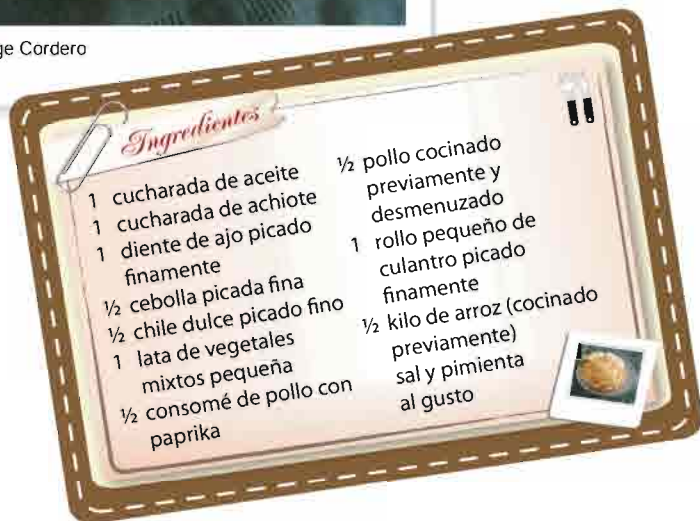 ge Cordero
Ingredientes
1 cucharada de aceite
1 cucharada de achiote
1 diente de ajo picado
finamente
½ cebolla picada fina
½ chile dulce picado fino
1 lata de vegetales
mixtos pequeña
½ consomé de pollo con
paprika
½ pollo cocinado
previamente y
desmenuzado
1 rollo pequeño de
culantro picado
finamente
½ kilo de arroz (cocinado
previamente)
sal y pimienta
al gusto